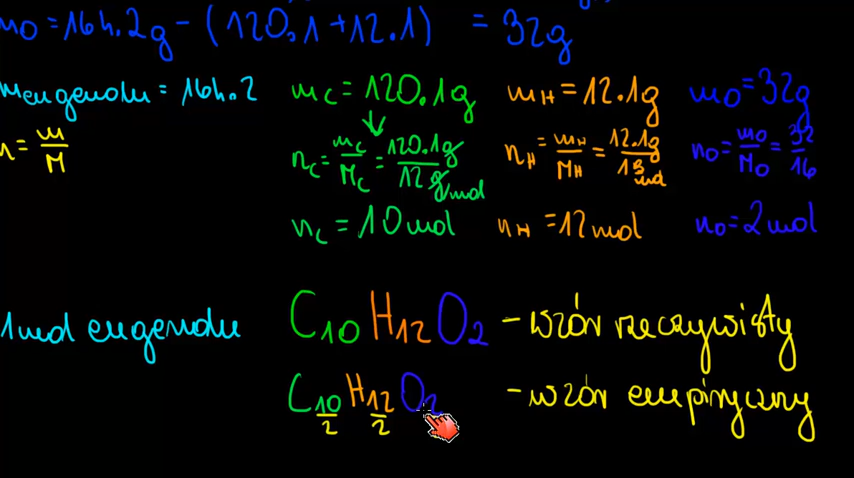 mo = 164.2g - (120.1 + 12.1) = 32g
meugenolu = 164.2
mC = 120.1g
mH = 12.1g
mO = 32g
n = m/M
nC = mC/MC = 120.1g/12 g/mol
nH = mH/MH = 12.1g/1 g/mol
nO = mO/MO = 32/16
nC = 10 mol
nH = 12 mol
nO = 2 mol
1 mol eugenolu C10H12O2 - wzór rzeczywisty
C10/2 H12/2 O2 - wzór empiryczny